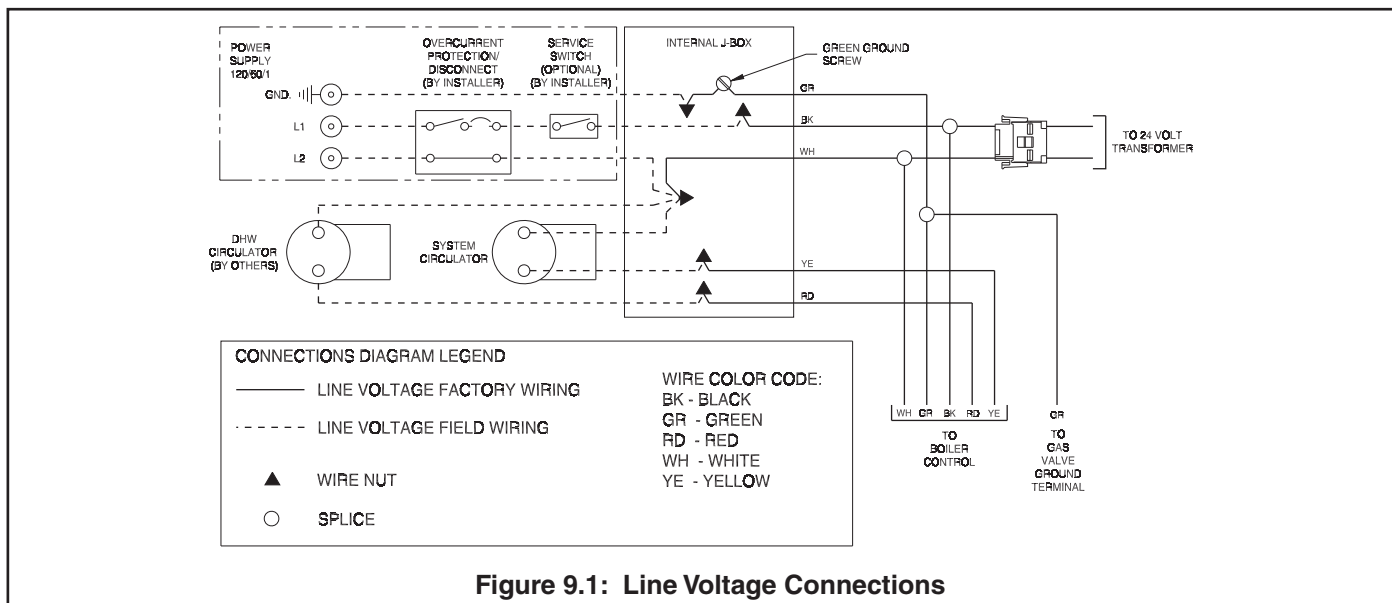 POWER
SUPPLY
120/60/1
OVERCURRENT
PROTECTION/
DISCONNECT
(BY INSTALLER)
SERVICE
SWITCH
(OPTIONAL)
(BY INSTALLER)
INTERNAL J-BOX
GREEN GROUND
SCREW
GND.
GR
L1
BK
L2
WH
TO 24 VOLT
TRANSFORMER
DHW
CIRCULATOR
(BY OTHERS)
SYSTEM
CIRCULATOR
YE
RD
CONNECTIONS DIAGRAM LEGEND
LINE VOLTAGE FACTORY WIRING
LINE VOLTAGE FIELD WIRING
WIRE NUT
SPLICE
WIRE COLOR CODE:
BK - BLACK
GR - GREEN
RD - RED
WH - WHITE
YE - YELLOW
WH GR BK RD YE
TO
BOILER
CONTROL
GR
TO
GAS
VALVE
GROUND
TERMINAL
Figure 9.1: Line Voltage Connections